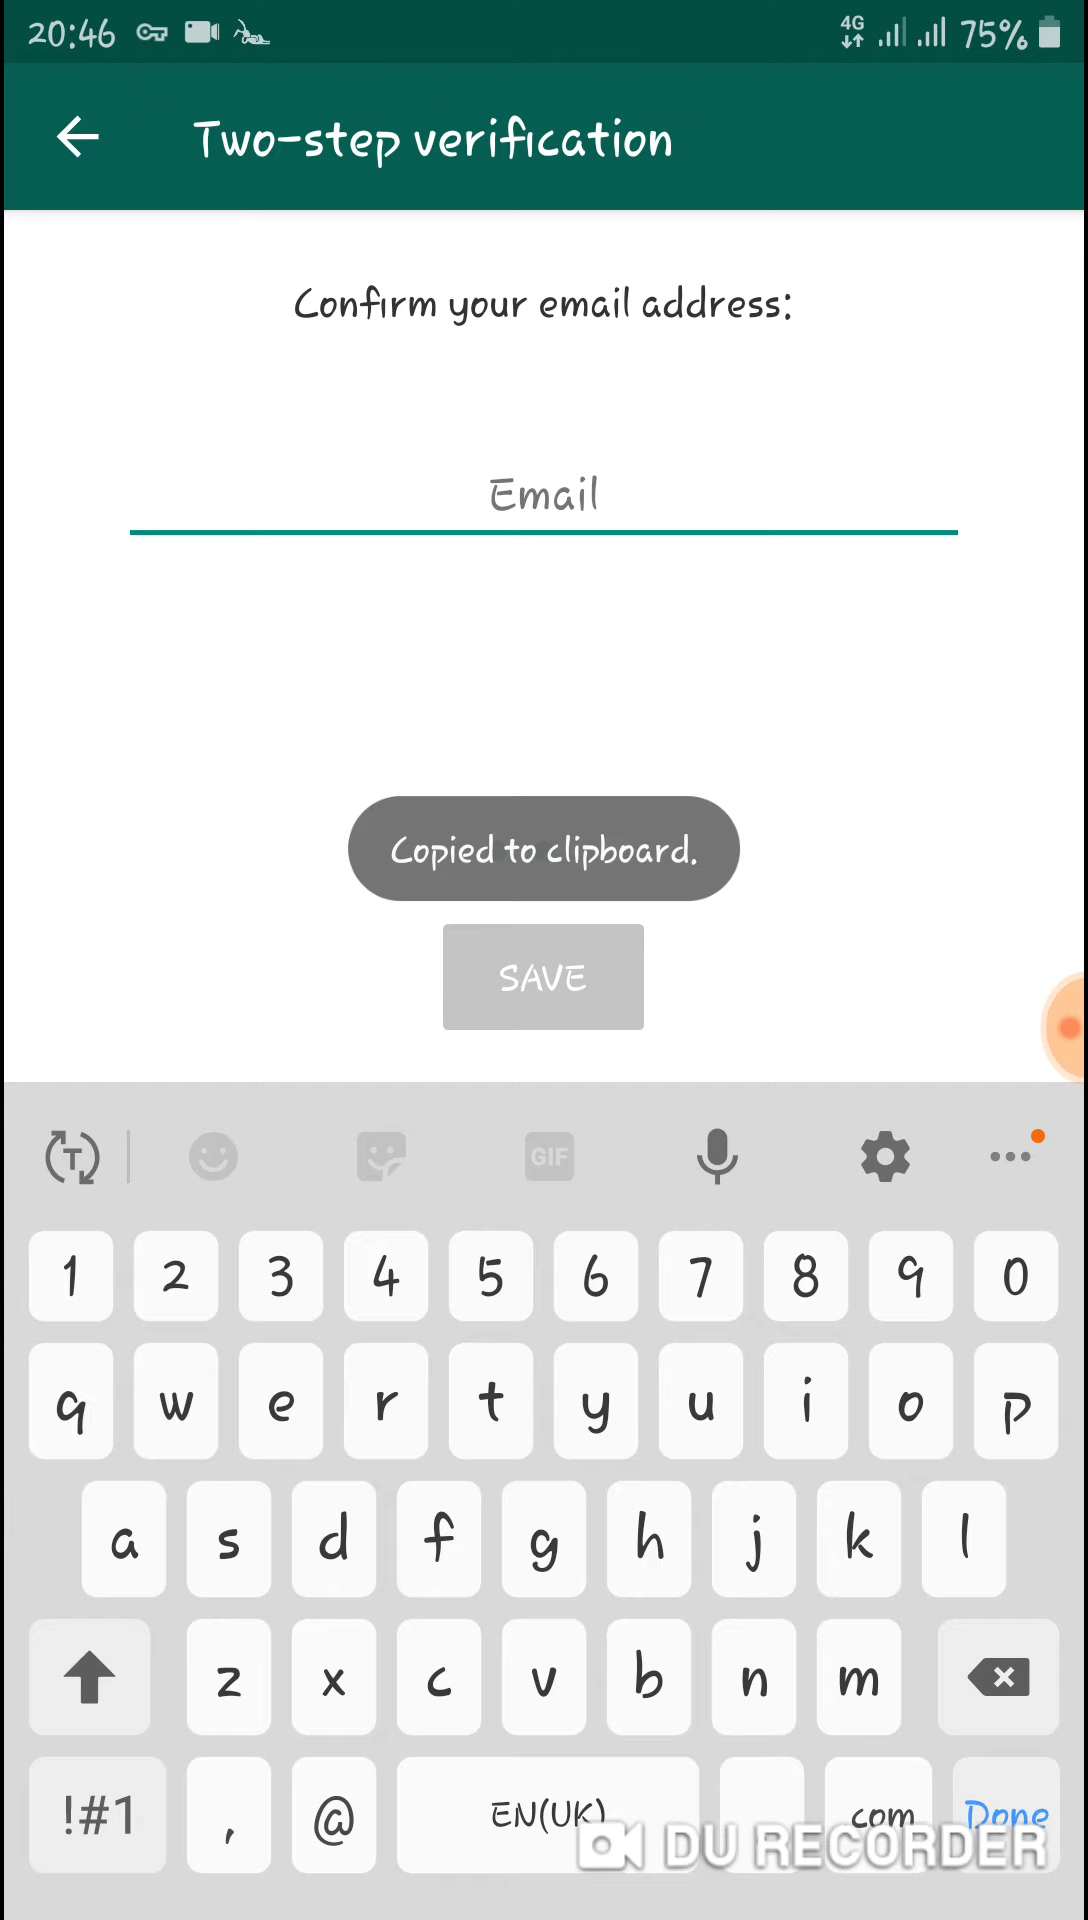 20:46 4G 75%
Two-step verification
Confirm your email address:
Email
Copied to clipboard.
SAVE
T GIF
1 2 3 4 5 6 7 8 9 0
q w e r t y u i o p
a s d f g h j k l
z x c v b n m
!#1 , @ EN(UK) .com Done
DU RECORDER